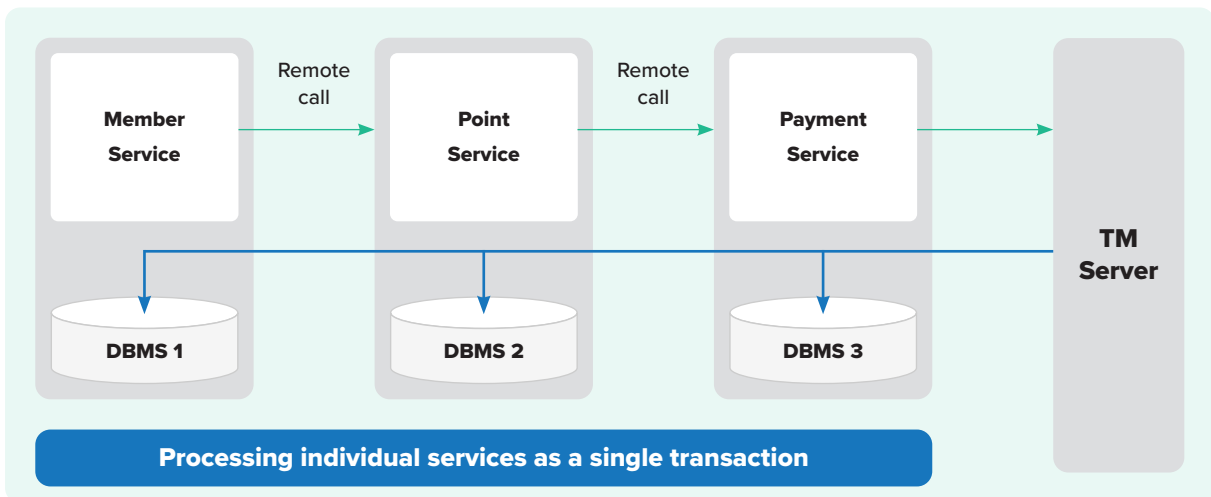 Remote
call
Remote
call
Member
Service
Point
Service
Payment
Service
TM
Server
DBMS 1
DBMS 2
DBMS 3
Processing individual services as a single transaction